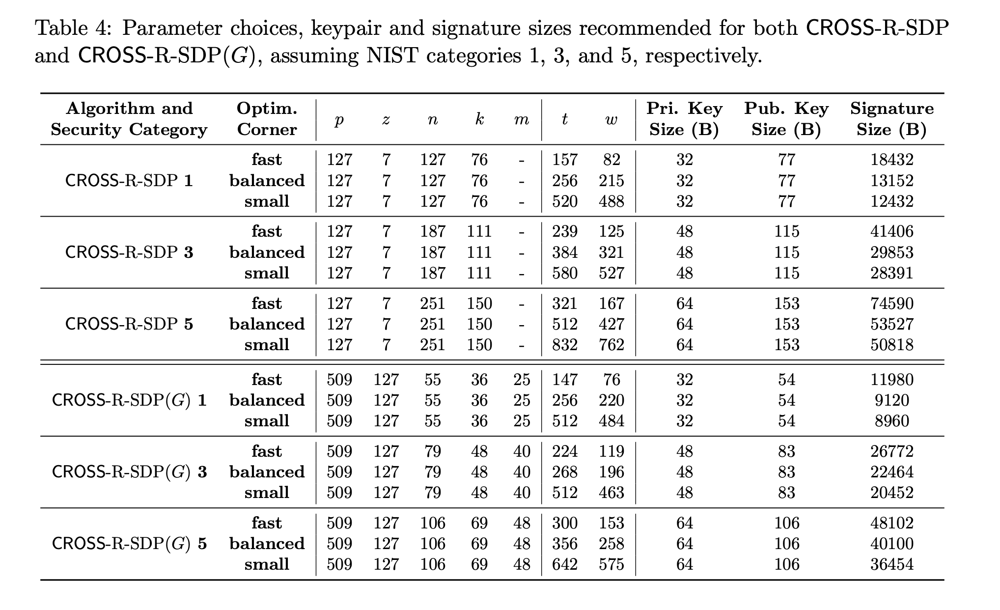 Table 4: Parameter choices, keypair and signature sizes recommended for both CROSS-R-SDP
and CROSS-R-SDP(G), assuming NIST categories 1, 3, and 5, respectively.
Algorithm and Security Category | Optim. Corner | p | z | n | k | m | t | w | Pri. Key Size (B) | Pub. Key Size (B) | Signature Size (B)
fast 127 7 127 76 - 157 82 32 77 18432
CROSS-R-SDP 1 balanced 127 7 127 76 - 256 215 32 77 13152
small 127 7 127 76 - 520 488 32 77 12432
fast 127 7 187 111 - 239 125 48 115 41406
CROSS-R-SDP 3 balanced 127 7 187 111 - 384 321 48 115 29853
small 127 7 187 111 - 580 527 48 115 28391
fast 127 7 251 150 - 321 167 64 153 74590
CROSS-R-SDP 5 balanced 127 7 251 150 - 512 427 64 153 53527
small 127 7 251 150 - 832 762 64 153 50818
fast 509 127 55 36 25 147 76 32 54 11980
CROSS-R-SDP(G) 1 balanced 509 127 55 36 25 256 220 32 54 9120
small 509 127 55 36 25 512 484 32 54 8960
fast 509 127 79 48 40 224 119 48 83 26772
CROSS-R-SDP(G) 3 balanced 509 127 79 48 40 268 196 48 83 22464
small 509 127 79 48 40 512 463 48 83 20452
fast 509 127 106 69 48 300 153 64 106 48102
CROSS-R-SDP(G) 5 balanced 509 127 106 69 48 356 258 64 106 40100
small 509 127 106 69 48 642 575 64 106 36454